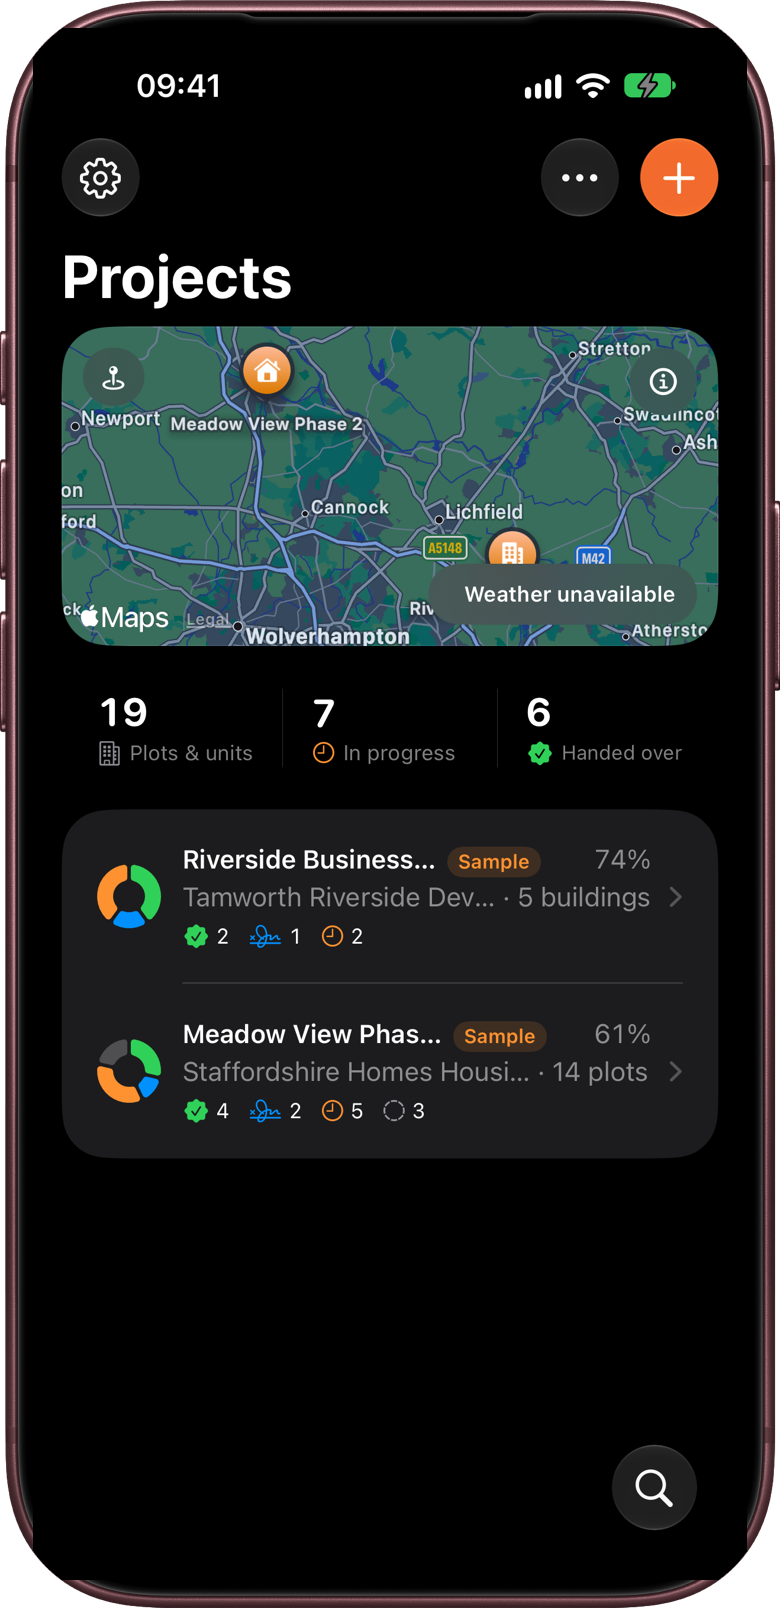 09:41
Projects
Stretton
Newport
Meadow View Phase 2
Ash
on
Cannock
Lichfield
ford
A5148
M42
Weather unavailable
ck
Maps
Legal
Riv
Wolverhampton
Athersto
19
7
6
Plots & units
In progress
Handed over
Riverside Business... Sample 74%
Tamworth Riverside Dev... · 5 buildings
2 1 2
Meadow View Phas... Sample 61%
Staffordshire Homes Housi... · 14 plots
4 2 5 3